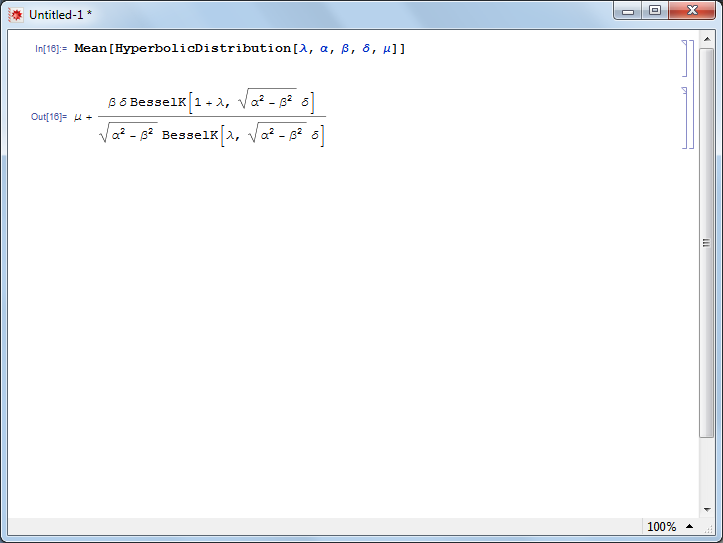 Untitled-1 *
In[16]:= Mean[HyperbolicDistribution[λ, α, β, δ, μ]]
Out[16]= μ + (β δ BesselK[1 + λ, √(α² − β²) δ]) / (√(α² − β²) BesselK[λ, √(α² − β²) δ])
100%